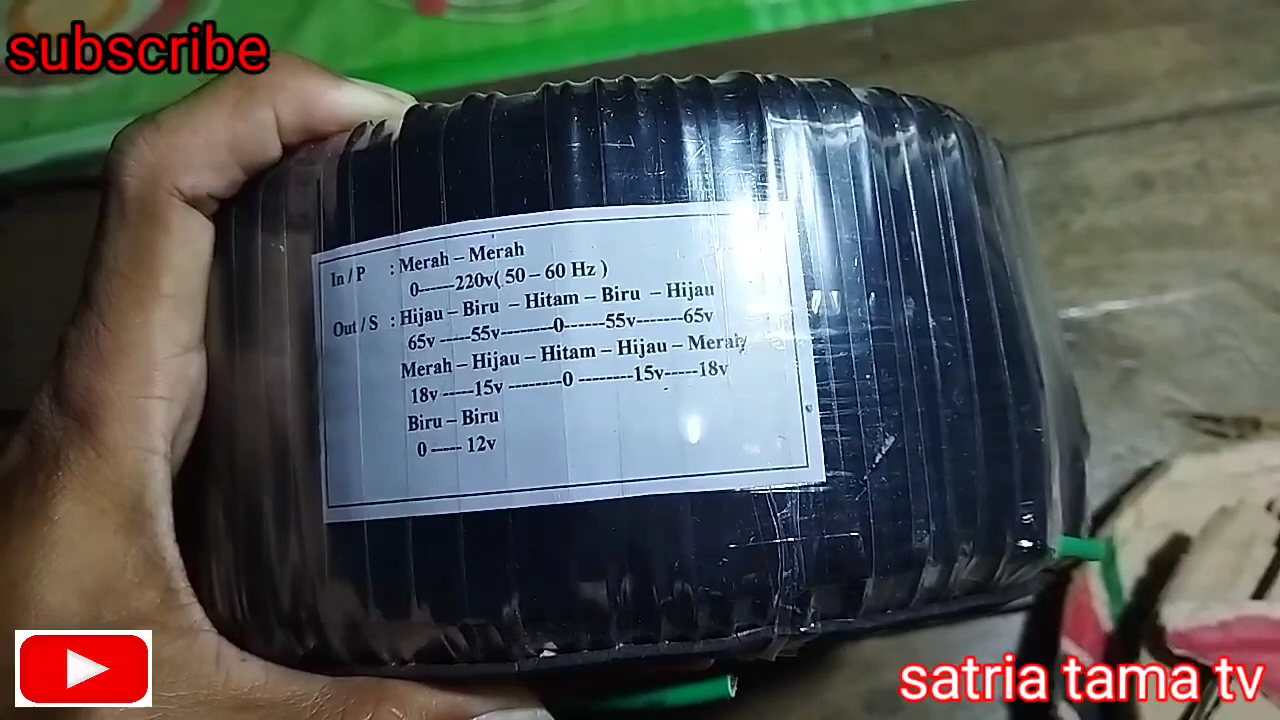 subscribe
In / P : Merah – Merah
0------220v( 50 – 60 Hz )
Out / S : Hijau – Biru – Hitam – Biru – Hijau
65v -----55v---------0------55v-------65v
Merah – Hijau – Hitam – Hijau – Merah
18v -----15v ---------0 ---------15v-----18v
Biru – Biru
0 ----- 12v
satria tama tv